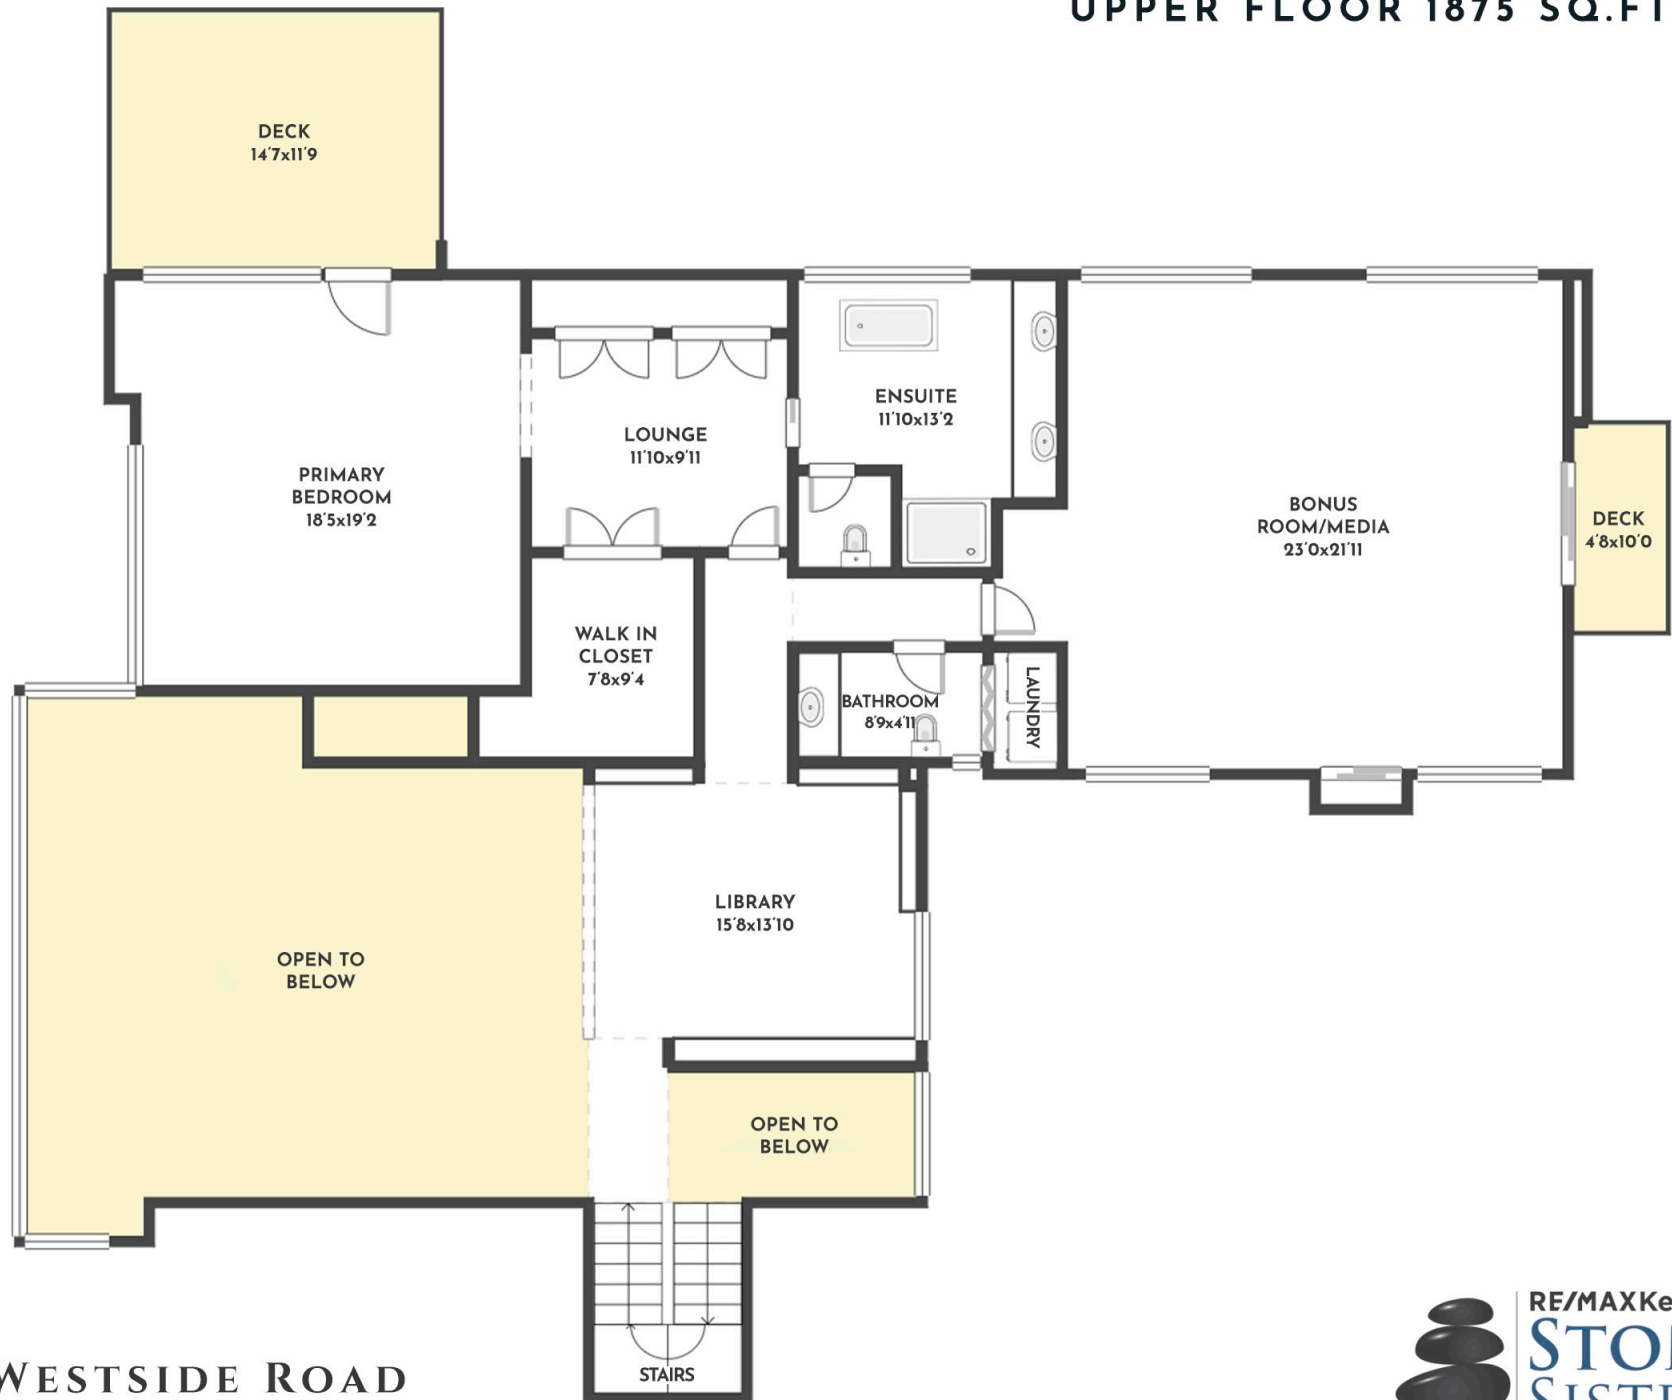 UPPER FLOOR 1875 SQ.FT
DECK
14'7x11'9
ENSUITE
11'10x13'2
LOUNGE
11'10x9'11
PRIMARY
BEDROOM
18'5x19'2
BONUS
ROOM/MEDIA
23'0x21'11
DECK
4'8x10'0
WALK IN
CLOSET
7'8x9'4
BATHROOM
8'9x4'11
LAUNDRY
LIBRARY
15'8x13'10
OPEN TO
BELOW
OPEN TO
BELOW
STAIRS
WESTSIDE ROAD
RE/MAX Ke